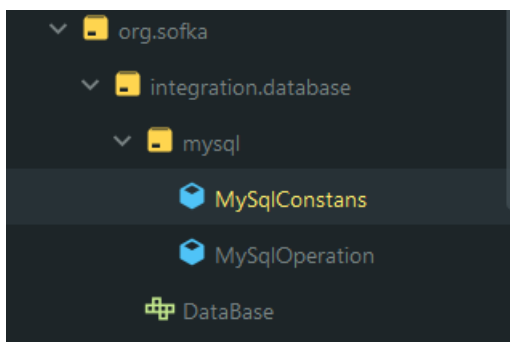 org.sofka
integration.database
mysql
MySqlConstans
MySqlOperation
DataBase